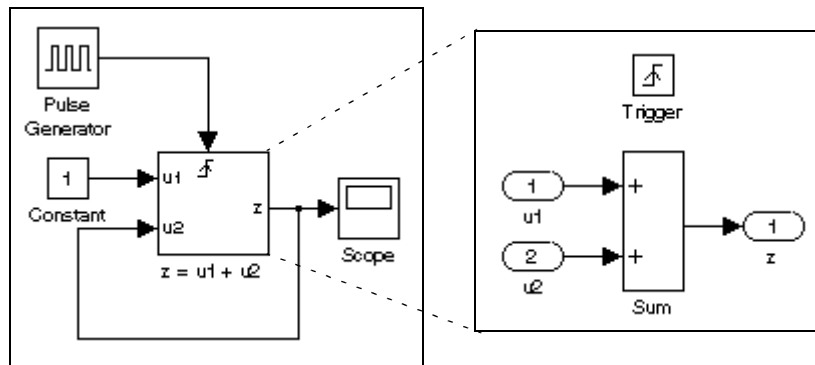 Pulse
Generator
1
Constant
u1
u2
z
z = u1 + u2
Scope
Trigger
1
u1
2
u2
+
+
Sum
1
z